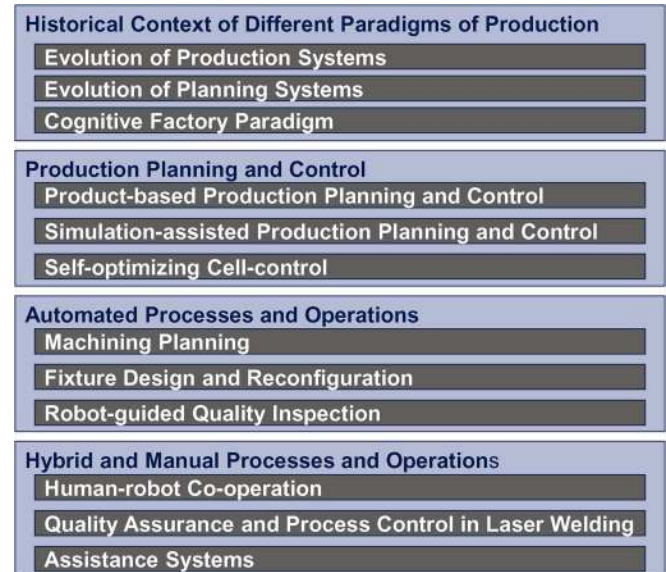 Historical Context of Different Paradigms of Production
Evolution of Production Systems
Evolution of Planning Systems
Cognitive Factory Paradigm
Production Planning and Control
Product-based Production Planning and Control
Simulation-assisted Production Planning and Control
Self-optimizing Cell-control
Automated Processes and Operations
Machining Planning
Fixture Design and Reconfiguration
Robot-guided Quality Inspection
Hybrid and Manual Processes and Operations
Human-robot Co-operation
Quality Assurance and Process Control in Laser Welding
Assistance Systems